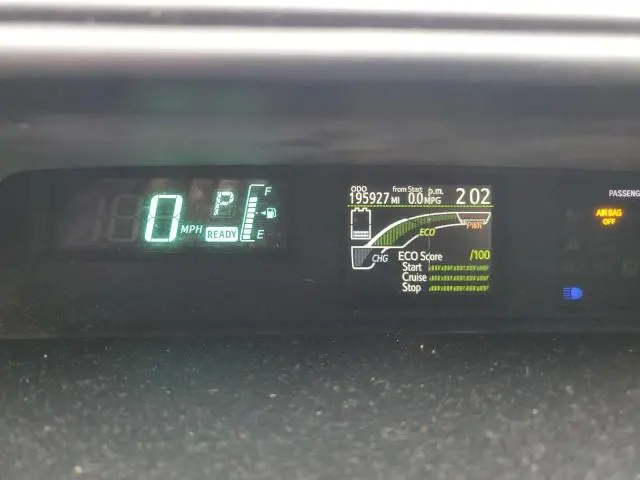 0 MPH
P
READY
F
E
ODO
195927 MI
from Start
0.0 MPG
p.m.
2 02
CHG
ECO
PWR
ECO Score /100
Start
Cruise
Stop
PASSENG
AIR BAG
OFF